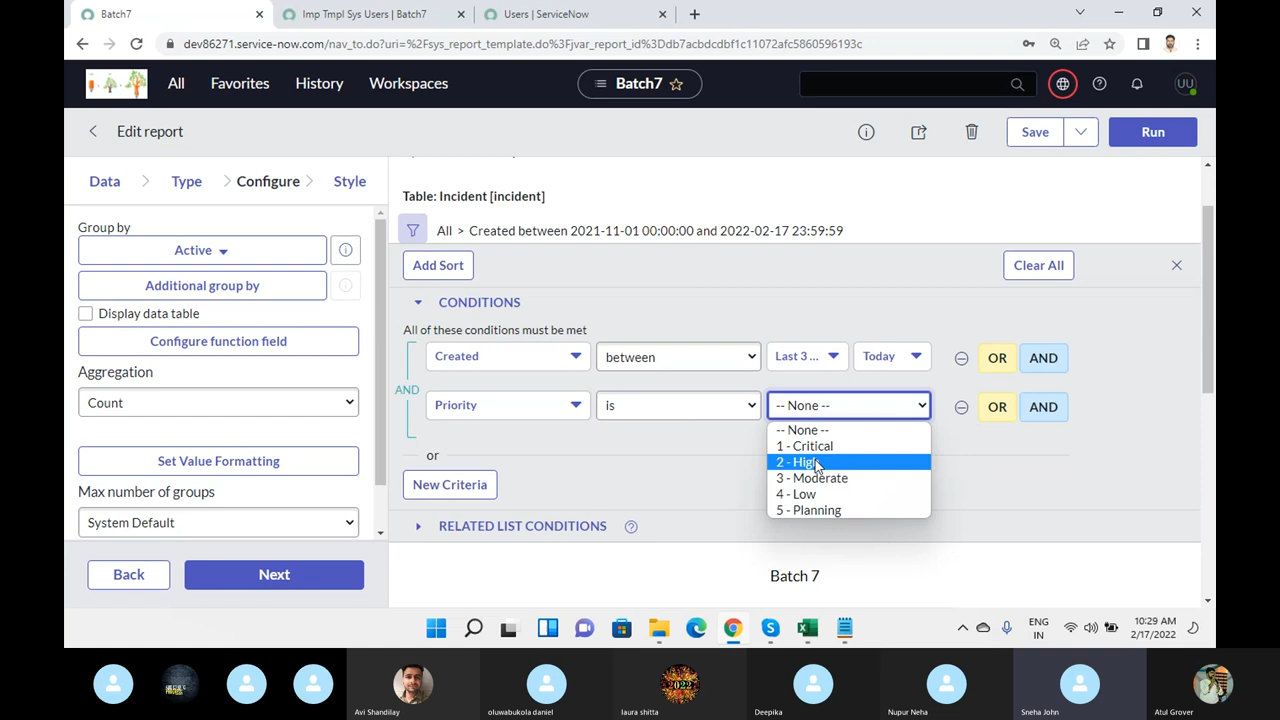 Batch7
Imp Tmpl Sys Users | Batch7
Users | ServiceNow
dev86271.service-now.com/nav_to.do?uri=%2Fsys_report_template.do%3Fjvar_report_id%3Ddb7acbdcdbf1c11072afc5860596193c
All
Favorites
History
Workspaces
Batch7
UU
Edit report
Save
Run
Data
Type
Configure
Style
Table: Incident [incident]
Group by
Active
All > Created between 2021-11-01 00:00:00 and 2022-02-17 23:59:59
Additional group by
Add Sort
Clear All
Display data table
CONDITIONS
Configure function field
All of these conditions must be met
Created
between
Last 3 ...
Today
OR
AND
Aggregation
AND
Count
Priority
is
-- None --
OR
AND
-- None --
1 - Critical
2 - High
3 - Moderate
4 - Low
5 - Planning
or
Set Value Formatting
New Criteria
Max number of groups
System Default
RELATED LIST CONDITIONS
Back
Next
Batch 7
ENG
IN
10:29 AM
2/17/2022
2022
Avi Shandilay
oluwabukola daniel
laura shitta
Deepika
Nupur Neha
Sneha John
Atul Grover